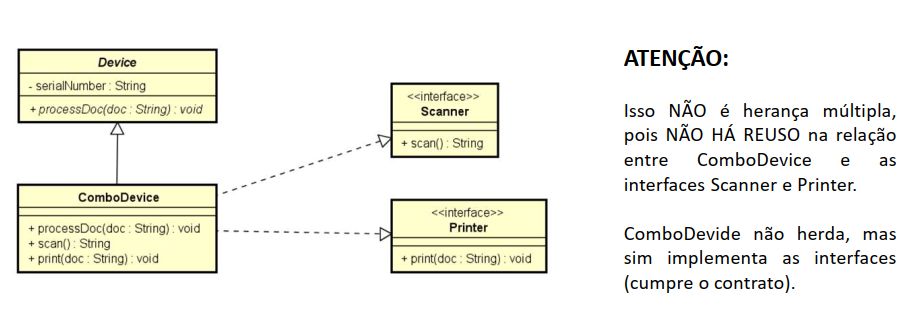 Device
- serialNumber : String
+ processDoc(doc : String) : void
<<interface>>
Scanner
+ scan() : String
ComboDevice
+ processDoc(doc : String) : void
+ scan() : String
+ print(doc : String) : void
<<interface>>
Printer
+ print(doc : String) : void
ATENÇÃO:
Isso NÃO é herança múltipla,
pois NÃO HÁ REUSO na relação
entre ComboDevice e as
interfaces Scanner e Printer.
ComboDevide não herda, mas
sim implementa as interfaces
(cumpre o contrato).